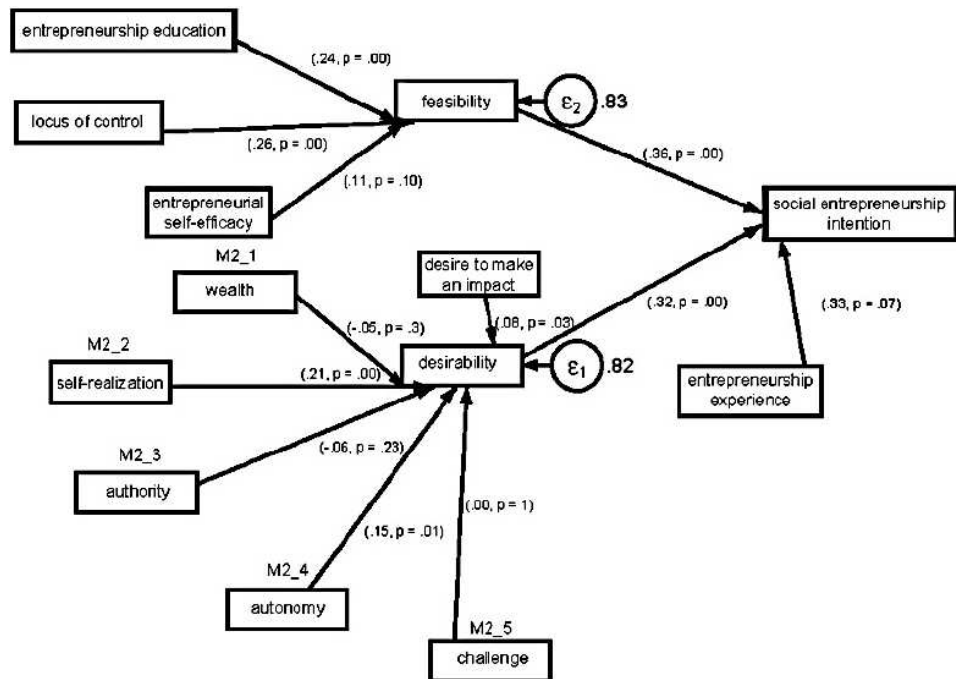 entrepreneurship education
(.24, p = .00)
feasibility
ε2
.83
locus of control
(.26, p = .00)
(.36, p = .00)
(.11, p = .10)
entrepreneurial
self-efficacy
social entrepreneurship
intention
M2_1
wealth
desire to make
an impact
(.32, p = .00)
(.33, p = .07)
(-.05, p = .3)
(.08, p = .03)
M2_2
self-realization
(.21, p = .00)
desirability
ε1
.82
entrepreneurship
experience
M2_3
authority
(-.06, p = .23)
(.00, p = 1)
(.15, p = .01)
M2_4
autonomy
M2_5
challenge